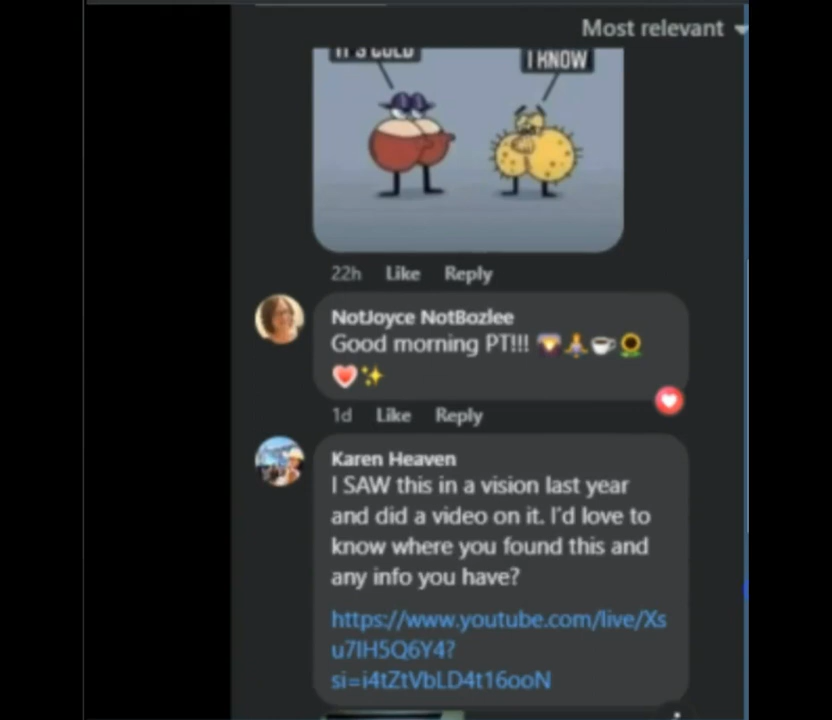 Most relevant
IT'S COLD
I KNOW
22h Like Reply
NotJoyce NotBozlee
Good morning PT!!! 🌄🧘☕🌻
❤️✨
1d Like Reply
Karen Heaven
I SAW this in a vision last year
and did a video on it. I'd love to
know where you found this and
any info you have?
https://www.youtube.com/live/Xs
u7IH5Q6Y4?
si=i4tZtVbLD4t16ooN